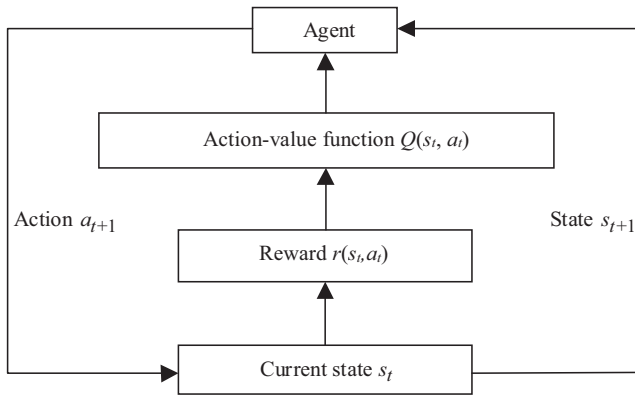 Agent
Action-value function Q(sₜ, aₜ)
Action aₜ₊₁
State sₜ₊₁
Reward r(sₜ,aₜ)
Current state sₜ